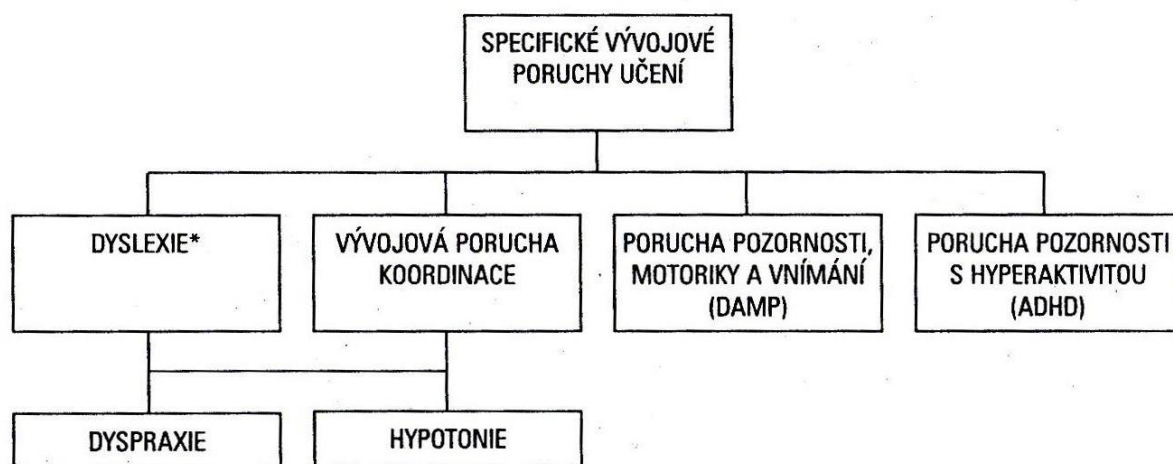 SPECIFICKÉ VÝVOJOVÉ
PORUCHY UČENÍ
DYSLEXIE*
VÝVOJOVÁ PORUCHA
KOORDINACE
PORUCHA POZORNOSTI,
MOTORIKY A VNÍMÁNÍ
(DAMP)
PORUCHA POZORNOSTI
S HYPERAKTIVITOU
(ADHD)
DYSPRAXIE
HYPOTONIE